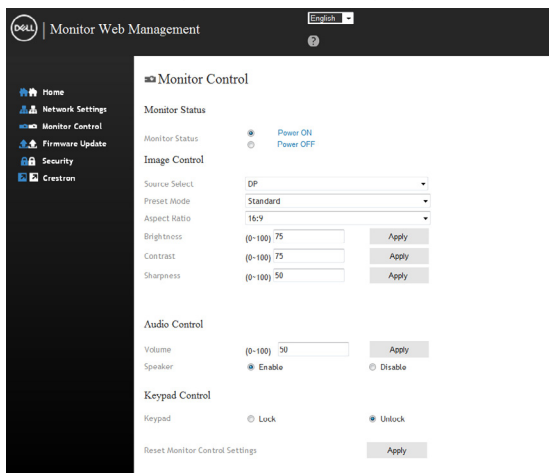 DELL
Monitor Web Management
English
?
Home
Network Settings
Monitor Control
Firmware Update
Security
Crestron
Monitor Control
Monitor Status
Monitor Status
Power ON
Power OFF
Image Control
Source Select DP
Preset Mode Standard
Aspect Ratio 16:9
Brightness (0~100) 75 Apply
Contrast (0~100) 75 Apply
Sharpness (0~100) 50 Apply
Audio Control
Volume (0~100) 50 Apply
Speaker Enable Disable
Keypad Control
Keypad Lock Unlock
Reset Monitor Control Settings Apply